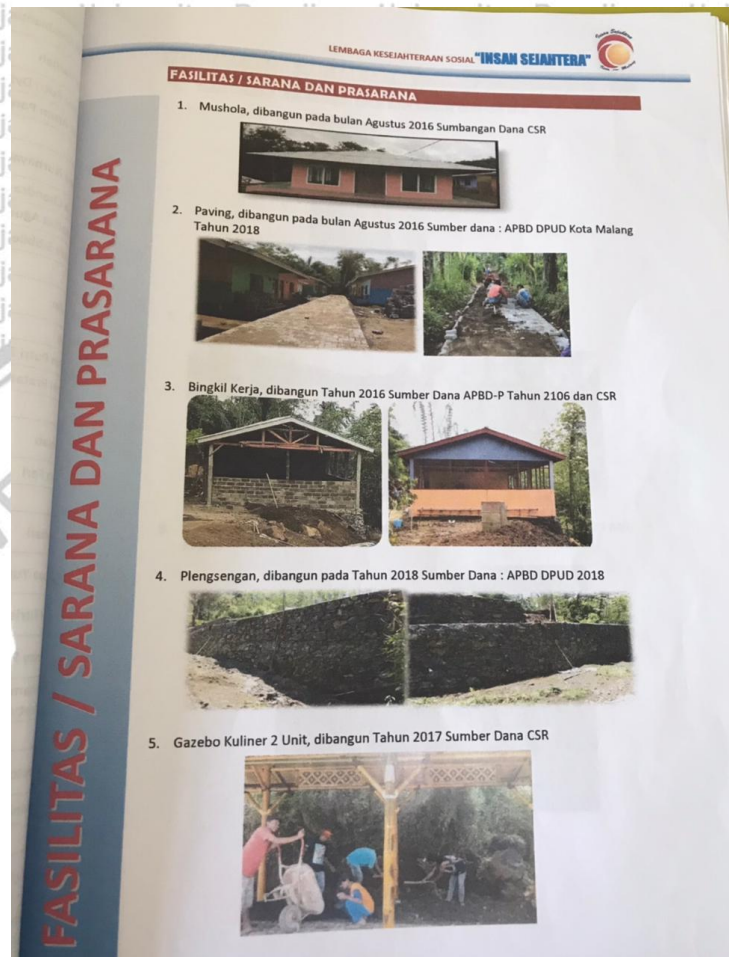 LEMBAGA KESEJAHTERAAN SOSIAL "INSAN SEJAHTERA"
FASILITAS / SARANA DAN PRASARANA
FASILITAS / SARANA DAN PRASARANA
1. Mushola, dibangun pada bulan Agustus 2016 Sumbangan Dana CSR
2. Paving, dibangun pada bulan Agustus 2016 Sumber dana : APBD DPUD Kota Malang
Tahun 2018
3. Bingkil Kerja, dibangun Tahun 2016 Sumber Dana APBD-P Tahun 2106 dan CSR
4. Plengsengan, dibangun pada Tahun 2018 Sumber Dana : APBD DPUD 2018
5. Gazebo Kuliner 2 Unit, dibangun Tahun 2017 Sumber Dana CSR